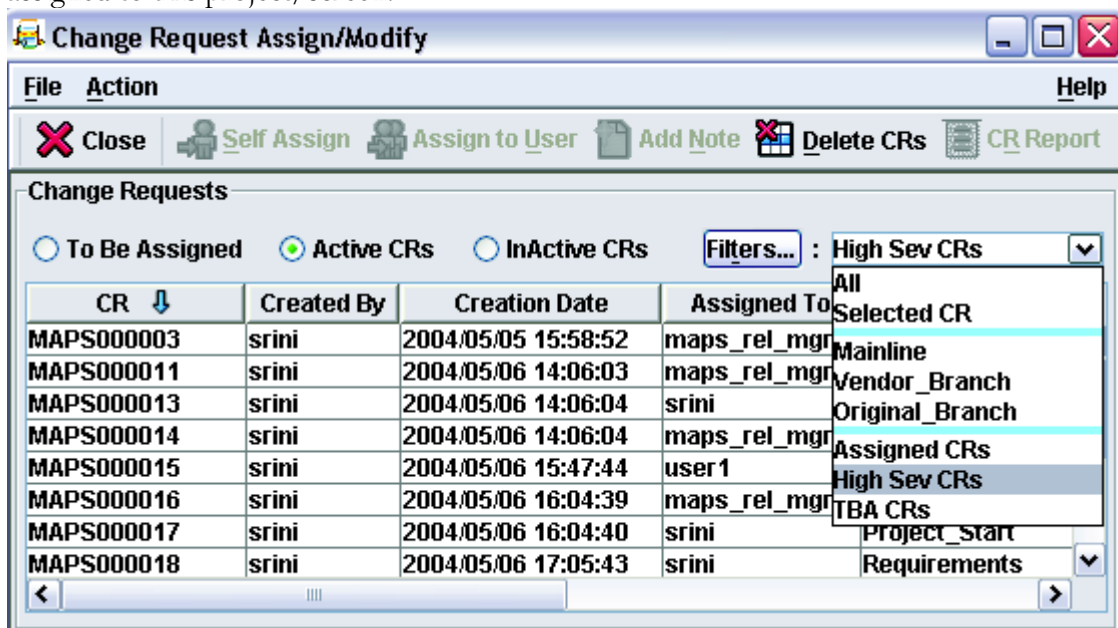 assigned to this project/screen.
Change Request Assign/Modify
File Action Help
Close Self Assign Assign to User Add Note Delete CRs CR Report
Change Requests
To Be Assigned Active CRs InActive CRs Filters... : High Sev CRs
All
Selected CR
Mainline
Vendor_Branch
Original_Branch
Assigned CRs
High Sev CRs
TBA CRs
CR Created By Creation Date Assigned To
MAPS000003 srini 2004/05/05 15:58:52 maps_rel_mgr
MAPS000011 srini 2004/05/06 14:06:03 maps_rel_mgr
MAPS000013 srini 2004/05/06 14:06:04 srini
MAPS000014 srini 2004/05/06 14:06:04 maps_rel_mgr
MAPS000015 srini 2004/05/06 15:47:44 user1
MAPS000016 srini 2004/05/06 16:04:39 maps_rel_mgr
MAPS000017 srini 2004/05/06 16:04:40 srini Project_Start
MAPS000018 srini 2004/05/06 17:05:43 srini Requirements